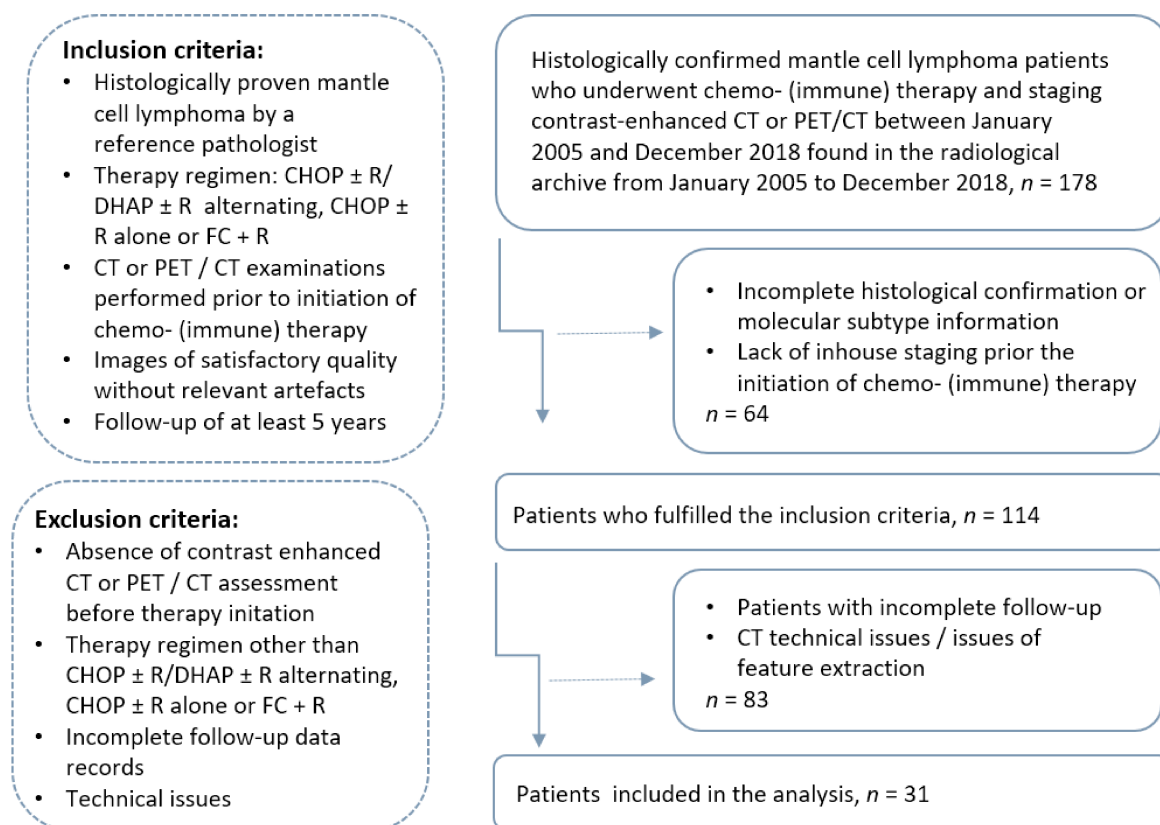 Inclusion criteria:
• Histologically proven mantle
cell lymphoma by a
reference pathologist
• Therapy regimen: CHOP ± R/
DHAP ± R alternating, CHOP ±
R alone or FC + R
• CT or PET / CT examinations
performed prior to initiation of
chemo- (immune) therapy
• Images of satisfactory quality
without relevant artefacts
• Follow-up of at least 5 years
Exclusion criteria:
• Absence of contrast enhanced
CT or PET / CT assessment
before therapy initation
• Therapy regimen other than
CHOP ± R/DHAP ± R alternating,
CHOP ± R alone or FC + R
• Incomplete follow-up data
records
• Technical issues
Histologically confirmed mantle cell lymphoma patients
who underwent chemo- (immune) therapy and staging
contrast-enhanced CT or PET/CT between January
2005 and December 2018 found in the radiological
archive from January 2005 to December 2018, n = 178
• Incomplete histological confirmation or
molecular subtype information
• Lack of inhouse staging prior the
initiation of chemo- (immune) therapy
n = 64
Patients who fulfilled the inclusion criteria, n = 114
• Patients with incomplete follow-up
• CT technical issues / issues of
feature extraction
n = 83
Patients included in the analysis, n = 31